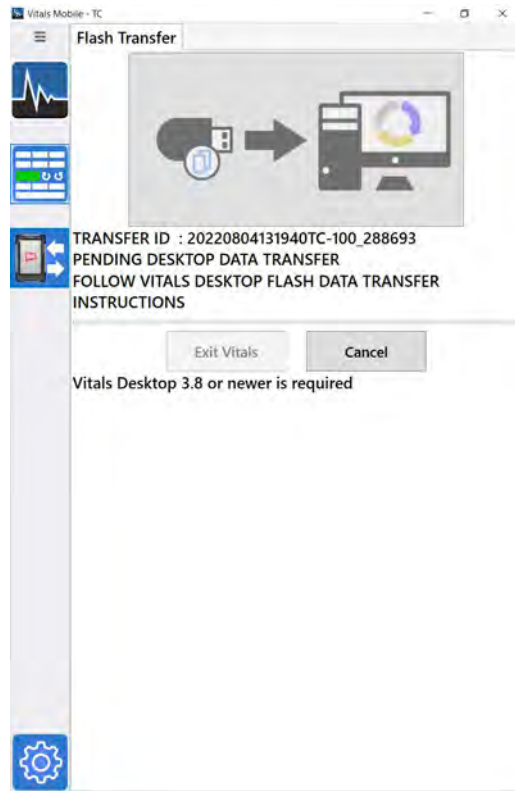 Vitals Mobile - TC
Flash Transfer
TRANSFER ID : 20220804131940TC-100_288693
PENDING DESKTOP DATA TRANSFER
FOLLOW VITALS DESKTOP FLASH DATA TRANSFER
INSTRUCTIONS
Exit Vitals
Cancel
Vitals Desktop 3.8 or newer is required